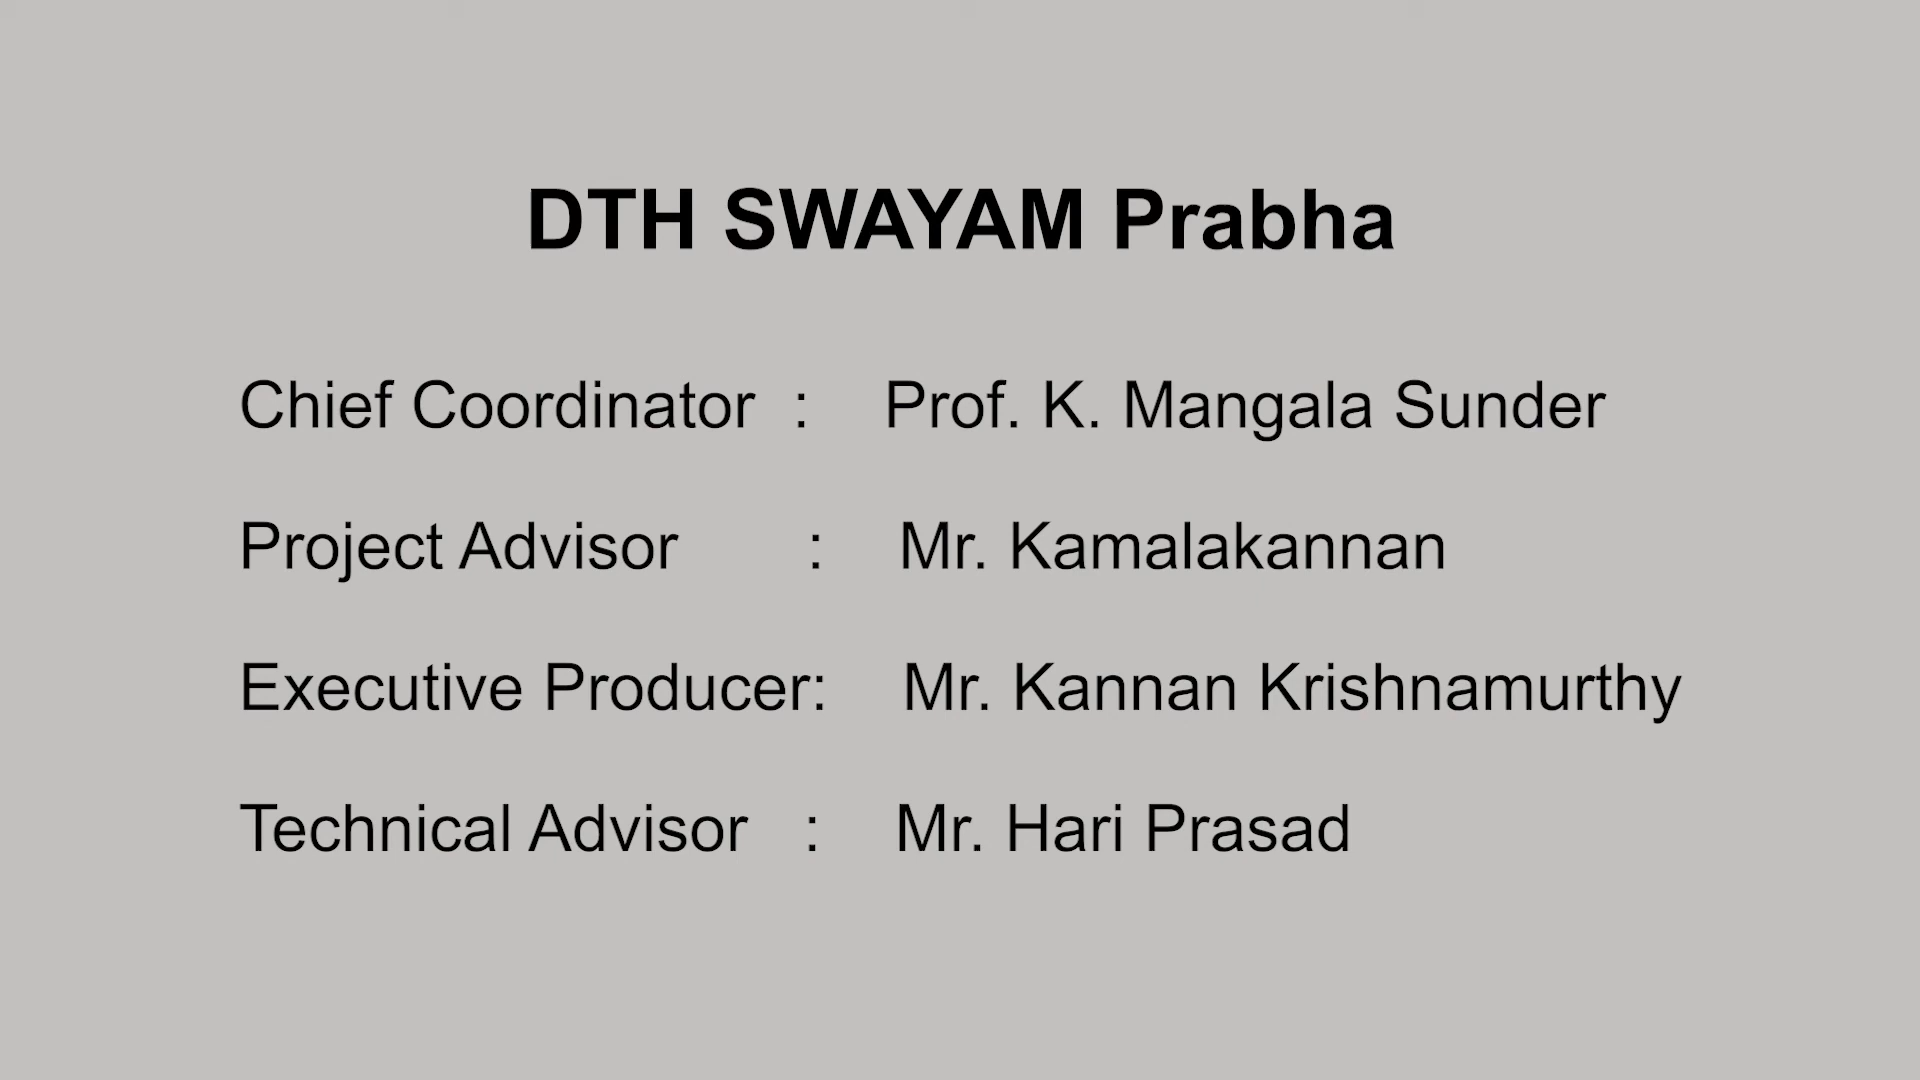 DTH SWAYAM Prabha
Chief Coordinator : Prof. K. Mangala Sunder
Project Advisor : Mr. Kamalakannan
Executive Producer: Mr. Kannan Krishnamurthy
Technical Advisor : Mr. Hari Prasad